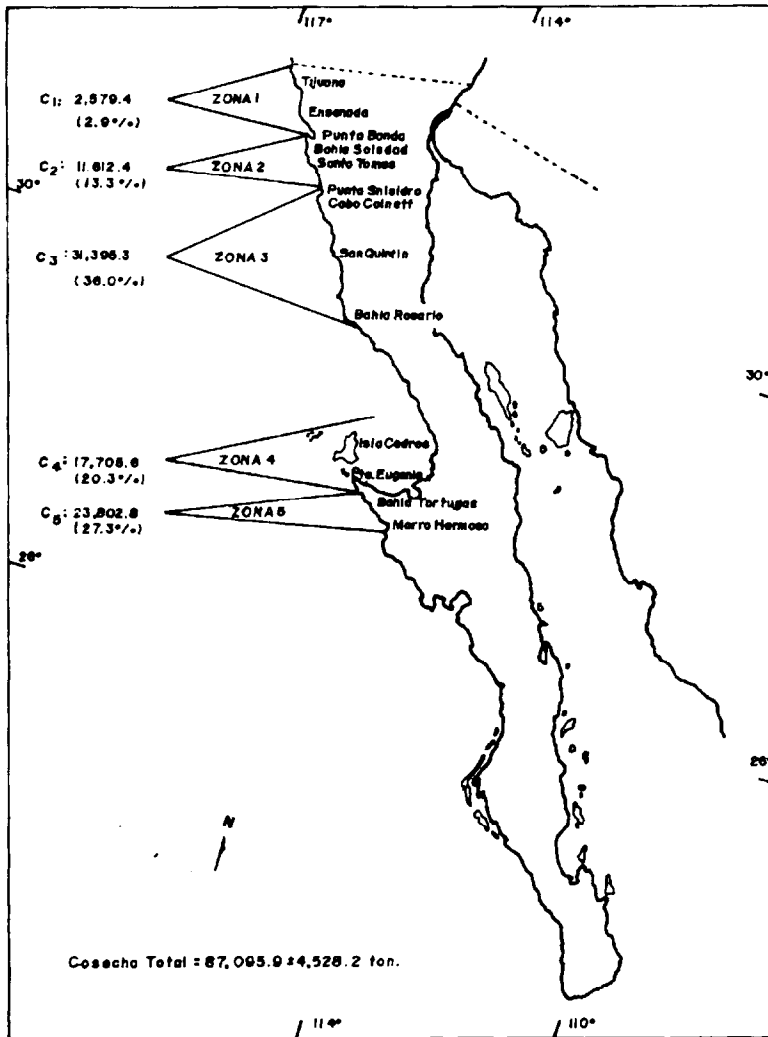 117° 114°
Tijuana
C₁: 2,579.4 ZONA 1
Ensenada
(2.9%)
Punta Banda
Bahia Soledad
C₂: 11.612.4 ZONA 2 Santo Tomas
(13.3%)
30° Punta SnIsidro
Cabo Colnett
C₃: 31,395.3 ZONA 3 San Quintin
(36.0%)
Bahia Rosario
30°
Isla Cedros
C₄: 17,705.6 ZONA 4
(20.3%) Pta. Eugenia
Bahia Tortugas
C₅: 23,802.8 ZONA 5
(27.3%) Morro Hermoso
28°
26°
N
Cosecha Total = 87,095.9±4,528.2 ton.
114° 110°